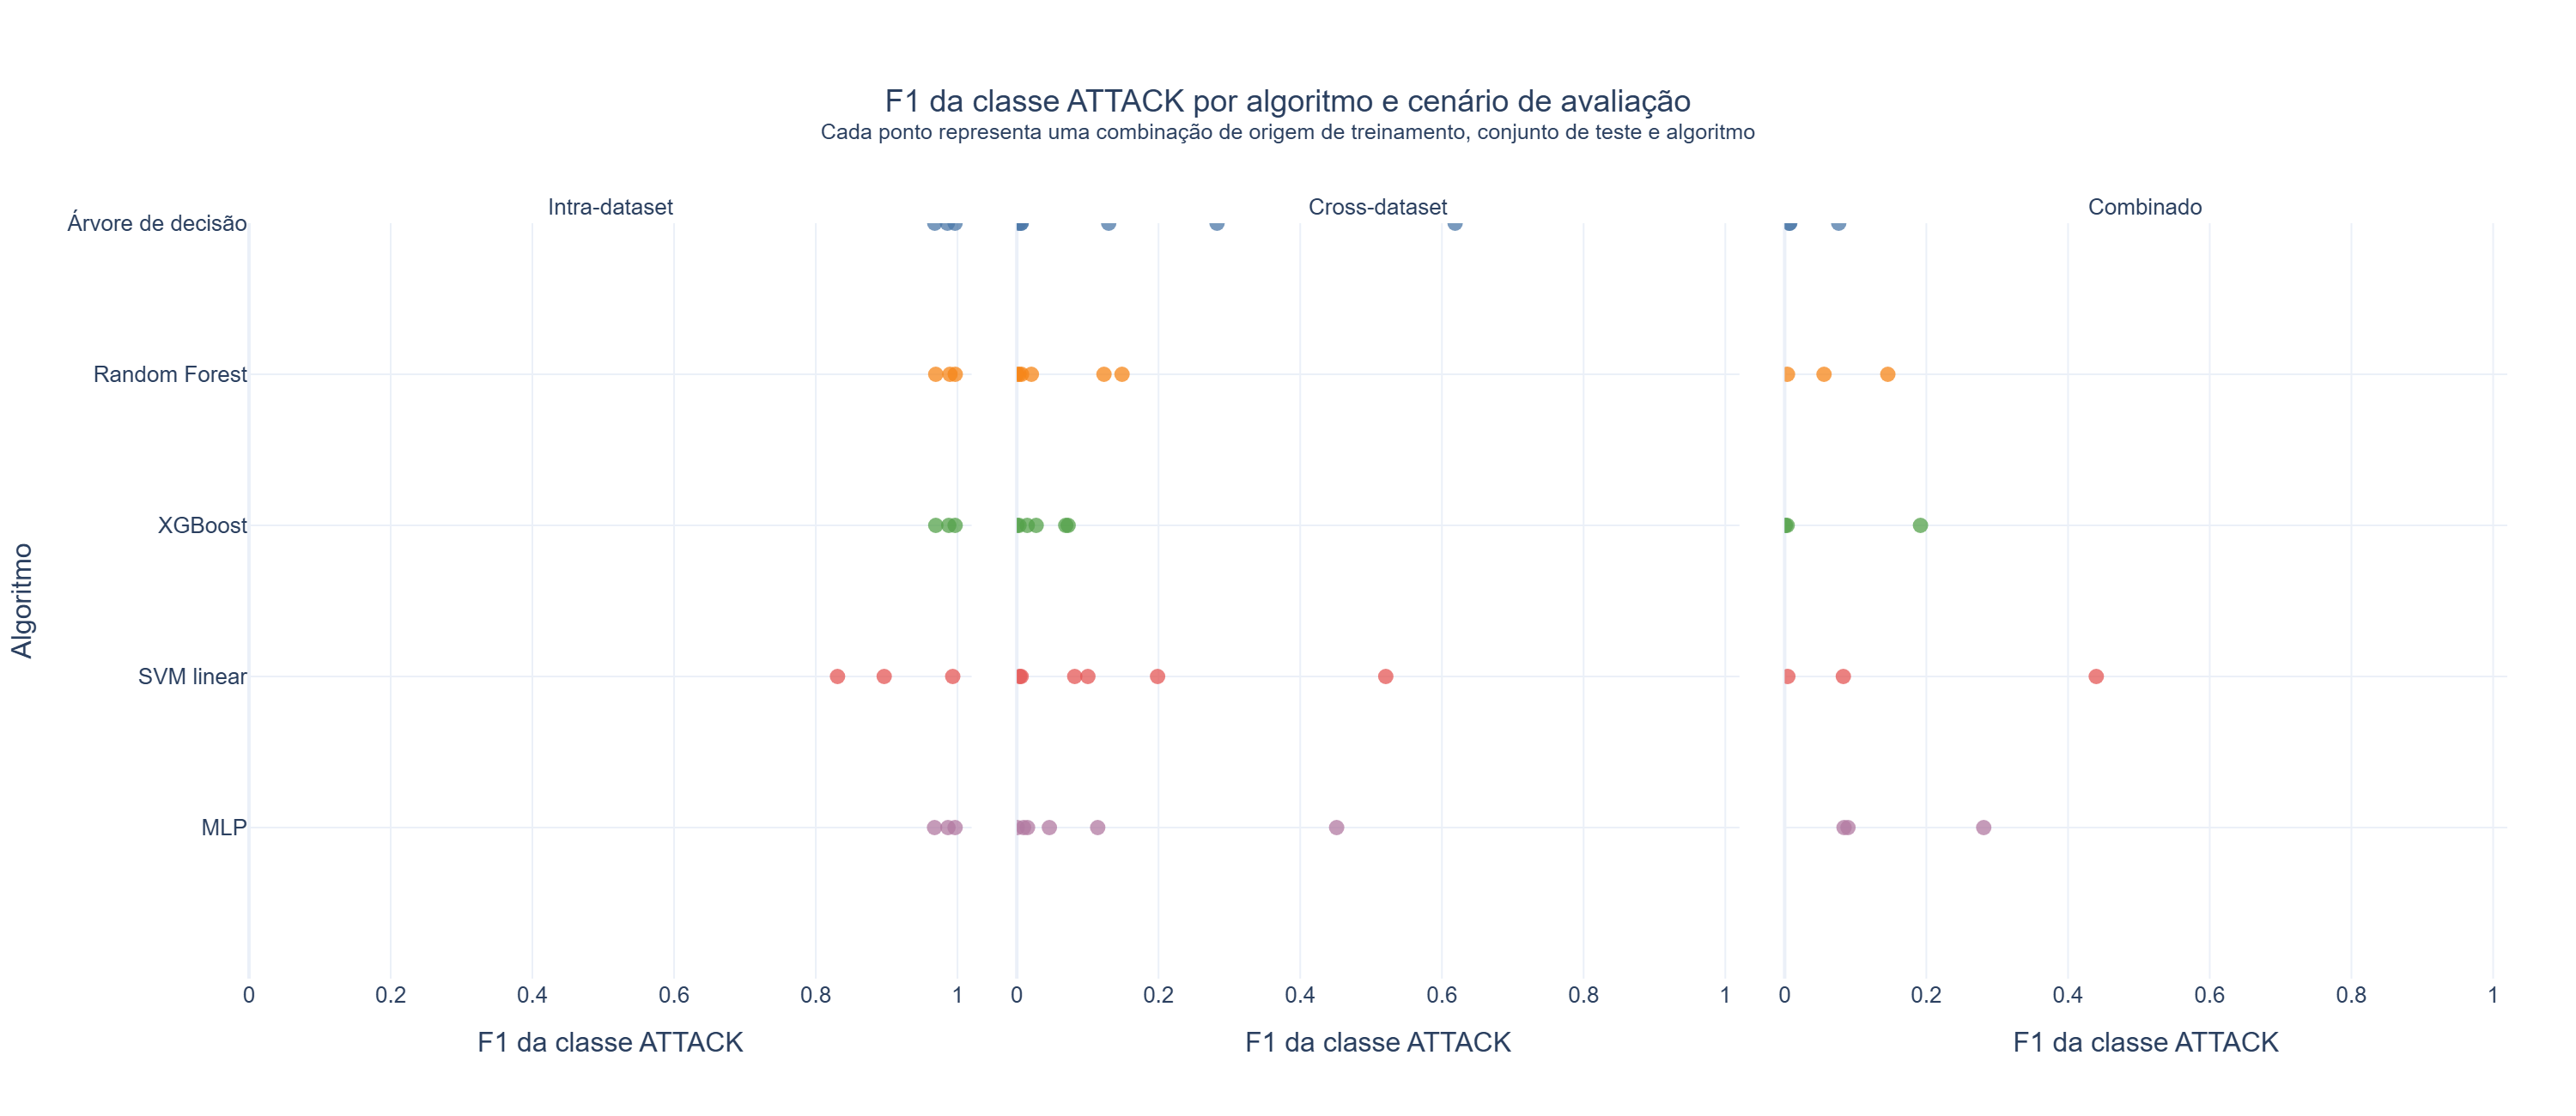 F1 da classe ATTACK por algoritmo e cenário de avaliação
Cada ponto representa uma combinação de origem de treinamento, conjunto de teste e algoritmo
Intra-dataset
Cross-dataset
Combinado
Algoritmo
Árvore de decisão
Random Forest
XGBoost
SVM linear
MLP
0 0.2 0.4 0.6 0.8 1
0 0.2 0.4 0.6 0.8 1
0 0.2 0.4 0.6 0.8 1
F1 da classe ATTACK
F1 da classe ATTACK
F1 da classe ATTACK